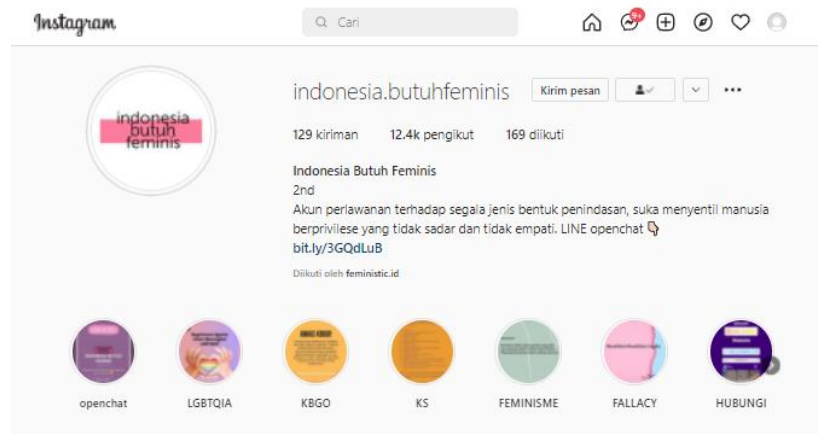 Instagram
Cari
9+
indonesia.butuhfeminis Kirim pesan
indonesia
butuh
feminis
129 kiriman 12.4k pengikut 169 diikuti
Indonesia Butuh Feminis
2nd
Akun perlawanan terhadap segala jenis bentuk penindasan, suka menyentil manusia
berprivilese yang tidak sadar dan tidak empati. LINE openchat
bit.ly/3GQdLuB
Diikuti oleh feministic.id
openchat LGBTQIA KBGO KS FEMINISME FALLACY HUBUNGI